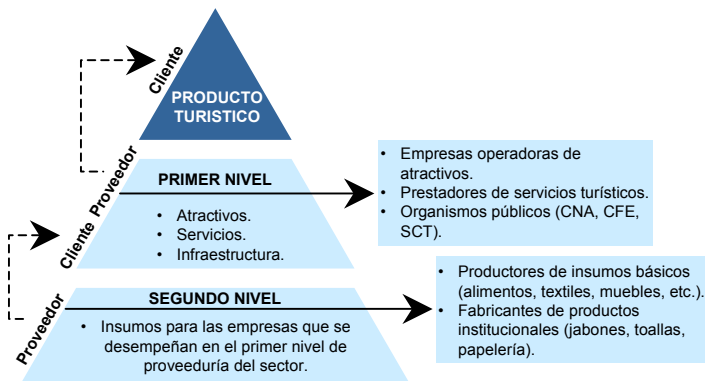 Cliente
PRODUCTO
TURISTICO
Proveedor
PRIMER NIVEL
• Atractivos.
• Servicios.
• Infraestructura.
• Empresas operadoras de
atractivos.
• Prestadores de servicios turísticos.
• Organismos públicos (CNA, CFE,
SCT).
Cliente
Proveedor
SEGUNDO NIVEL
• Insumos para las empresas que se
desempeñan en el primer nivel de
proveeduría del sector.
• Productores de insumos básicos
(alimentos, textiles, muebles, etc.).
• Fabricantes de productos
institucionales (jabones, toallas,
papelería).